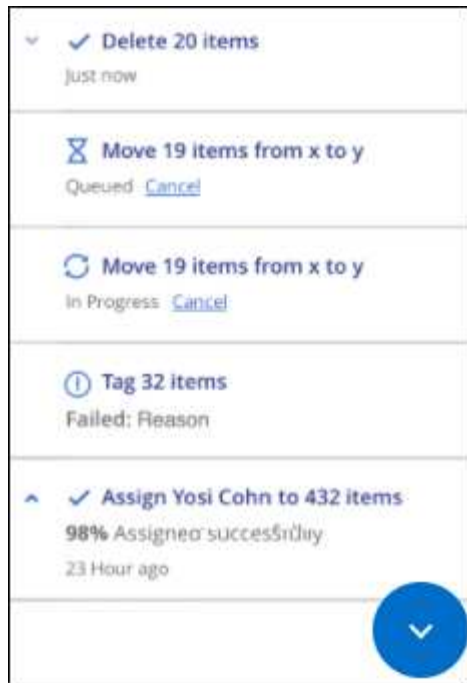 Delete 20 items
Just now
Move 19 items from x to y
Queued Cancel
Move 19 items from x to y
In Progress Cancel
Tag 32 items
Failed: Reason
Assign Yosi Cohn to 432 items
98% Assigned
23 Hour ago